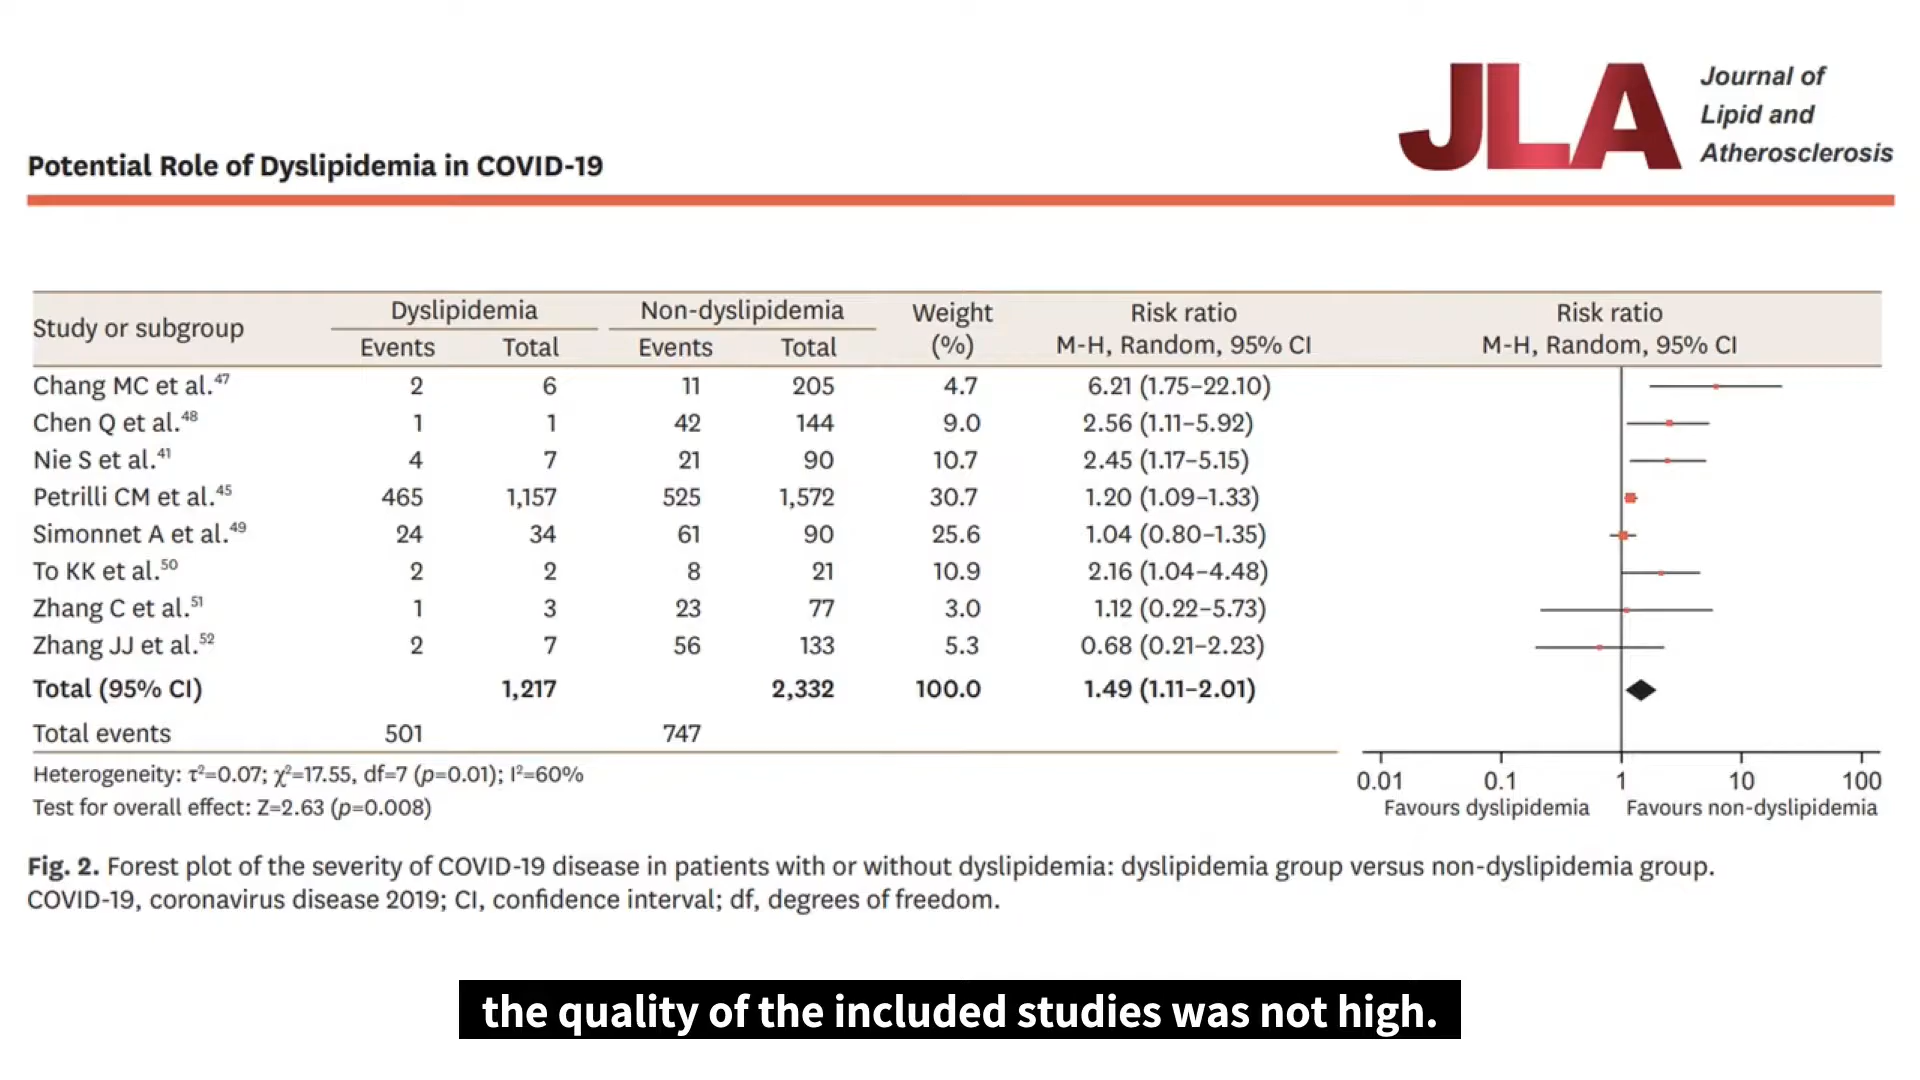 JLA
Journal of
Lipid and
Atherosclerosis
Potential Role of Dyslipidemia in COVID-19
Study or subgroup Dyslipidemia Non-dyslipidemia Weight (%) Risk ratio M-H, Random, 95% CI Risk ratio M-H, Random, 95% CI
Events Total Events Total
Chang MC et al.47 2 6 11 205 4.7 6.21 (1.75–22.10)
Chen Q et al.48 1 1 42 144 9.0 2.56 (1.11–5.92)
Nie S et al.41 4 7 21 90 10.7 2.45 (1.17–5.15)
Petrilli CM et al.45 465 1,157 525 1,572 30.7 1.20 (1.09–1.33)
Simonnet A et al.49 24 34 61 90 25.6 1.04 (0.80–1.35)
To KK et al.50 2 2 8 21 10.9 2.16 (1.04–4.48)
Zhang C et al.51 1 3 23 77 3.0 1.12 (0.22–5.73)
Zhang JJ et al.52 2 7 56 133 5.3 0.68 (0.21–2.23)
Total (95% CI) 1,217 2,332 100.0 1.49 (1.11–2.01)
Total events 501 747
Heterogeneity: τ²=0.07; χ²=17.55, df=7 (p=0.01); I²=60%
Test for overall effect: Z=2.63 (p=0.008)
0.01 0.1 1 10 100
Favours dyslipidemia Favours non-dyslipidemia
Fig. 2. Forest plot of the severity of COVID-19 disease in patients with or without dyslipidemia: dyslipidemia group versus non-dyslipidemia group.
COVID-19, coronavirus disease 2019; CI, confidence interval; df, degrees of freedom.
the quality of the included studies was not high.